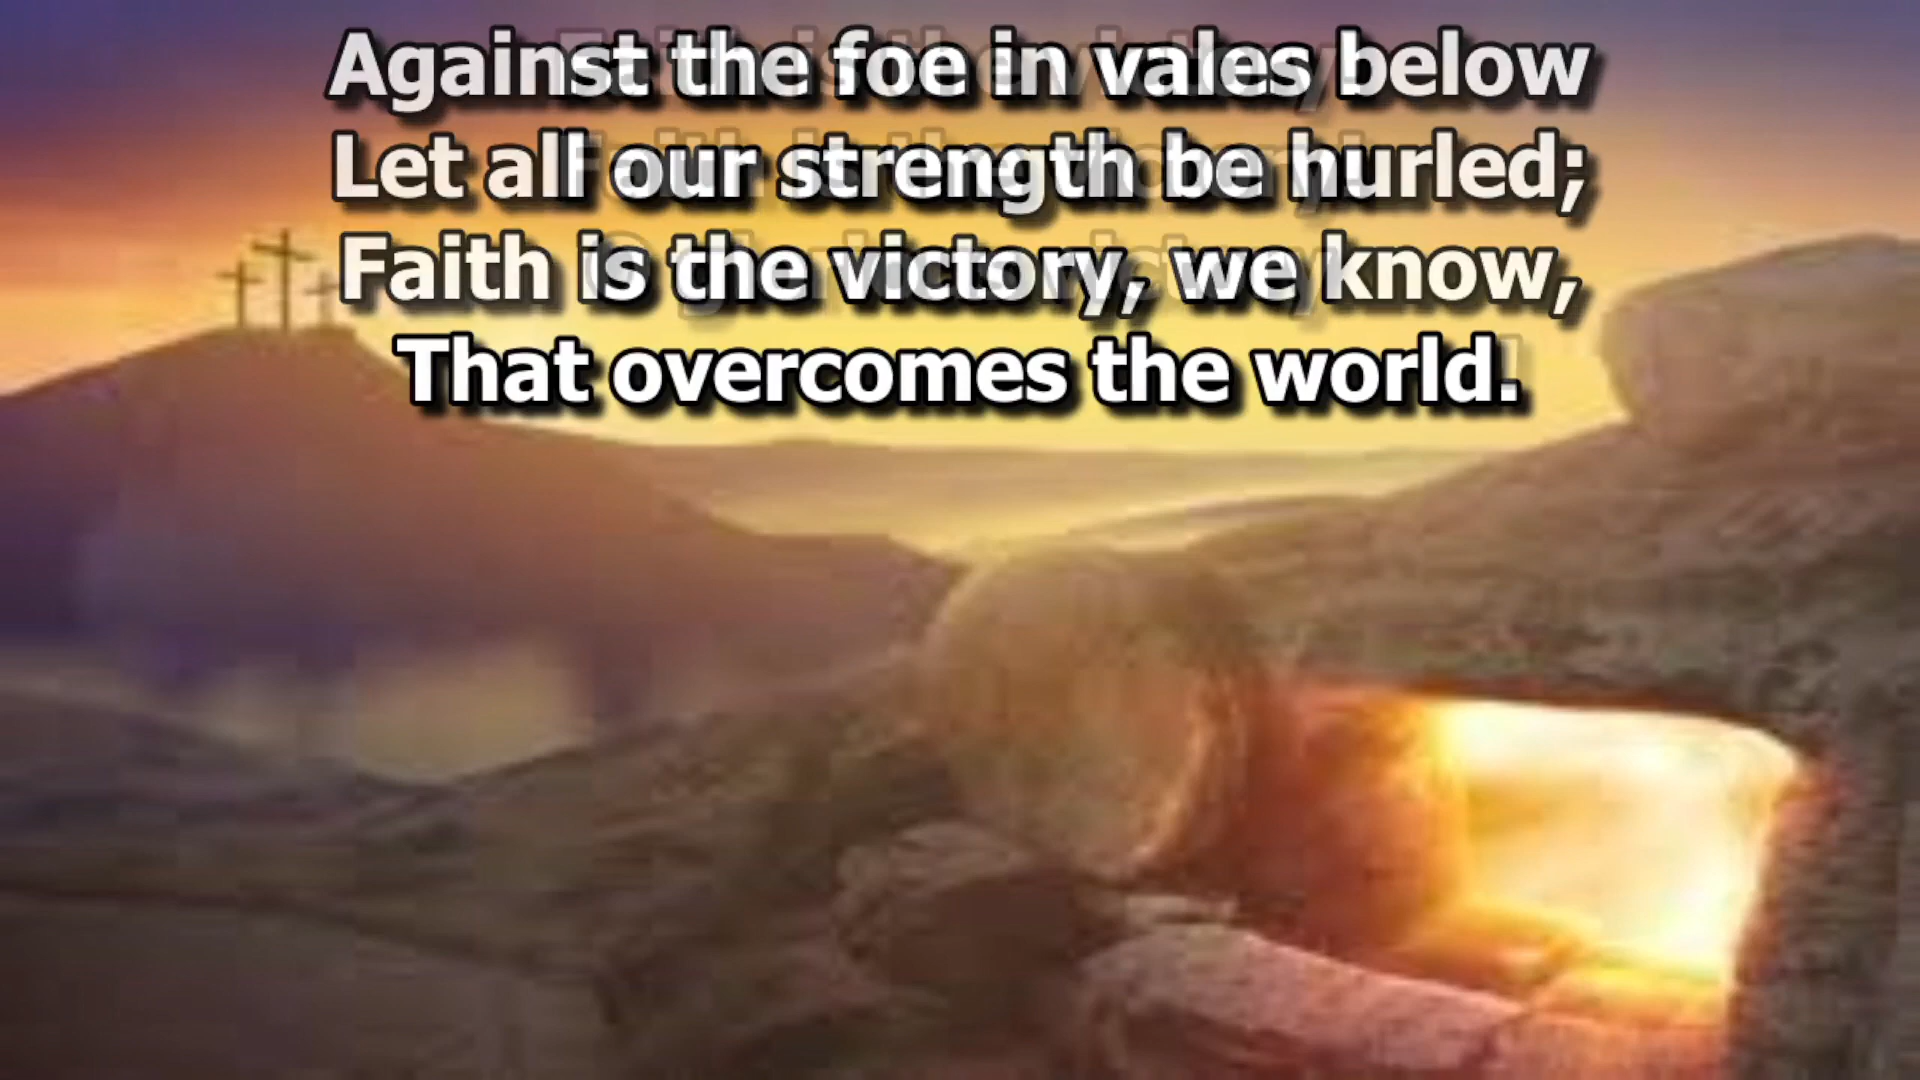 Against the foe in vales below
Let all our strength be hurled;
Faith is the victory, we know,
That overcomes the world.